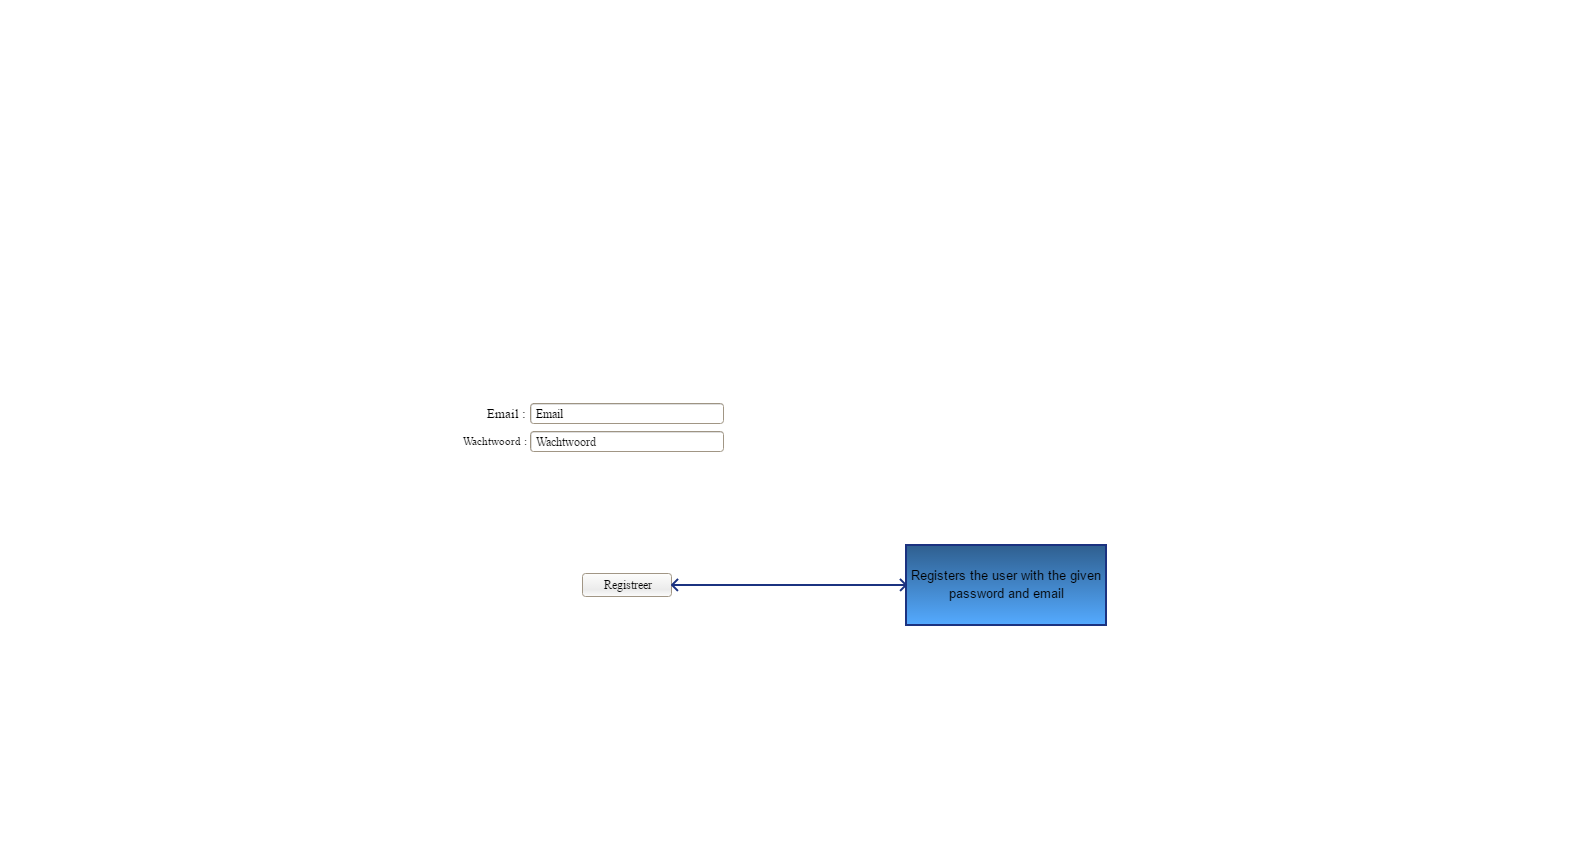 Email : Email
Wachtwoord : Wachtwoord
Registreer
Registers the user with the given
password and email